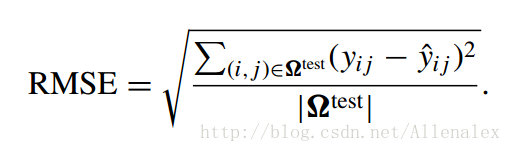 RMSE = \sqrt{\frac{\sum_{(i,j)\in\mathbf{\Omega}^{\text{test}}}(y_{ij} - \hat{y}_{ij})^2}{|\mathbf{\Omega}^{\text{test}}|}}.
http://blog.csdn.net/Allenalex